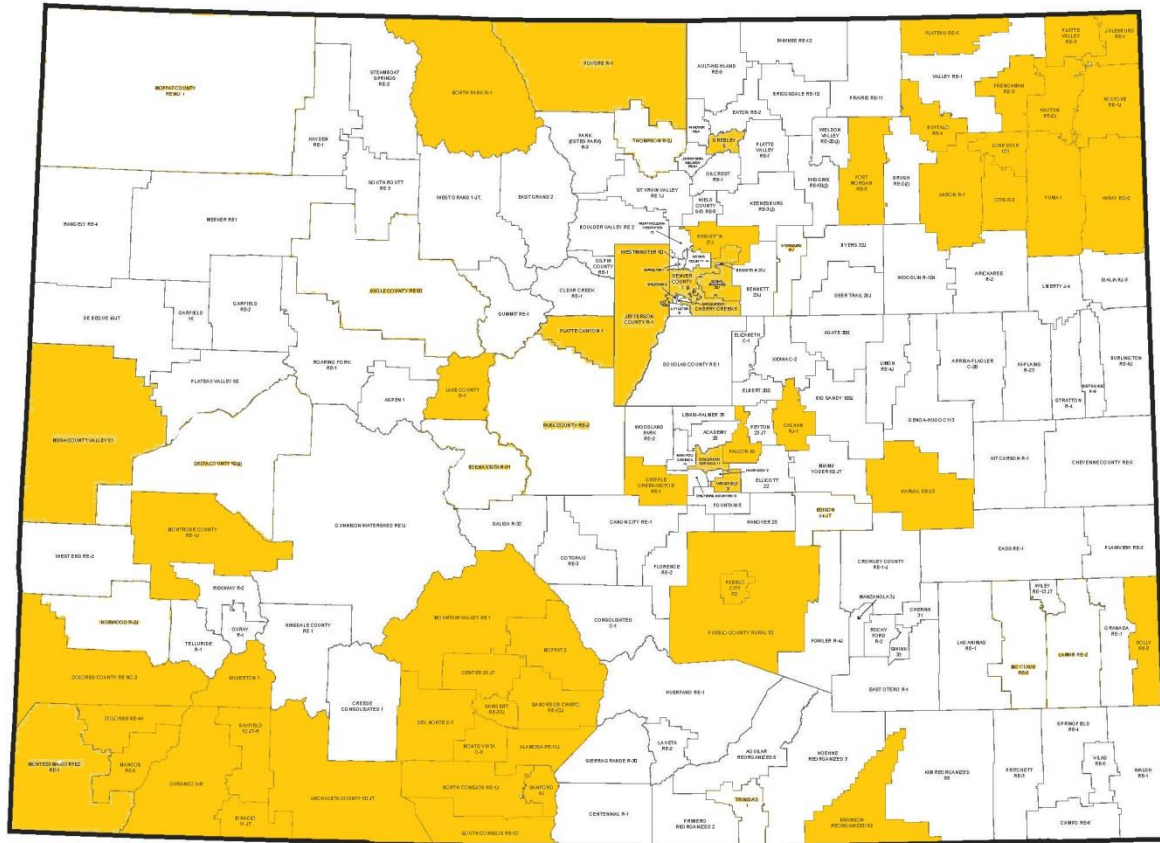 MOFFAT COUNTY
RE NO 1
STEAMBOAT
SPRINGS
RE-2
NORTH PARK R-1
POUDRE R-1
AULT-HIGHLAND
RE-9
PAWNEE RE-12
BRIGGSDALE RE-10
PRAIRIE RE-11
PLATEAU RE-5
VALLEY RE-1
PLATTE
VALLEY
RE-3
JULESBURG
RE-1
HAYDEN
RE-1
SOUTH ROUTT
RE 3
EATON RE-2
FRENCHMAN
RE-3
HAXTUN
RE-2J
HOLYOKE
RE-1J
BUFFALO
RE-4
PARK
(ESTES PARK)
R-3
THOMPSON R-2J
GREELEY
6
PLATTE
VALLEY
RE-7
WELDON
VALLEY
RE-20(J)
FORT
MORGAN
RE-3
BRUSH
RE-2(J)
LONE STAR
101
AKRON R-1
OTIS R-3
YUMA 1
WRAY RD-2
RANGELY RE-4
MEEKER RE1
WEST GRAND 1-JT.
EAST GRAND 2
ST VRAIN VALLEY
RE 1J
GILCREST
RE-1
WELD
COUNTY
S/D RE-8
KEENESBURG
RE-3(J)
WIGGINS
RE-50(J)
BOULDER VALLEY RE 2
BRIGHTON
27J
WESTMINSTER 50
GILPIN
COUNTY
RE-1
CLEAR CREEK
RE-1
DENVER
COUNTY
1
BENNETT
29J
STRASBURG
31J
BYERS 32J
DEER TRAIL 26J
WOODLIN R-104
ARICKAREE
R-2
LIBERTY J-4
IDALIA RJ-3
CHERRY CREEK 5
JEFFERSON
COUNTY R-1
EAGLE COUNTY RE 50
SUMMIT RE-1
PLATTE CANYON 1
DE BEQUE 49JT
GARFIELD
16
GARFIELD
RE-2
ROARING FORK
RE-1
ASPEN 1
LAKE COUNTY
R-1
DOUGLAS COUNTY RE 1
ELIZABETH
C-1
KIOWA C-2
ELBERT 200
AGATE 300
BIG SANDY 100J
LIMON
RE-4J
ARRIBA-FLAGLER
C-20
HI-PLAINS
R-23
STRATTON
R-4
BETHUNE
R-5
BURLINGTON
RE-6J
GENOA-HUGO C113
PLATEAU VALLEY 50
MESA COUNTY VALLEY 51
DELTA COUNTY 50(J)
BUENA VISTA R-31
PARK COUNTY RE-2
WOODLAND
PARK
RE-2
LEWIS-PALMER 38
ACADEMY
20
PEYTON
23 JT
CALHAN
RJ-1
FALCON 49
COLORADO
SPRINGS 11
CRIPPLE
CREEK-VICTOR
RE-1
ELLICOTT
22
MIAMI/
YODER 60 JT
FOUNTAIN 8
HANOVER 28
EDISON
54 JT
KARVAL RE-23
KIT CARSON R-1
CHEYENNE COUNTY RE-5
MONTROSE COUNTY
RE-1J
GUNNISON WATERSHED RE1J
SALIDA R-32
COTOPAXI
RE-3
CANON CITY RE-1
FLORENCE
RE-2
PUEBLO
CITY
60
PUEBLO COUNTY RURAL 70
CROWLEY COUNTY
RE-1-J
EADS RE-1
PLAINVIEW RE-2
WEST END RE-2
RIDGWAY R-2
OURAY
R-1
NORWOOD R-2J
TELLURIDE
R-1
HINSDALE COUNTY
RE 1
MOUNTAIN VALLEY RE 1
MOFFAT 2
CONSOLIDATED
C-1
FOWLER R-4J
MANZANOLA 3J
ROCKY
FORD
R-2
CHERAW
31
SWINK
33
LAS ANIMAS
RE-1
MC CLAVE
RE-2
WILEY
RE-13 JT
LAMAR RE-2
GRANADA
RE-1
HOLLY
RE-3
DOLORES COUNTY RE NO.2
SILVERTON 1
CREEDE
CONSOLIDATED 1
CENTER 26 JT
SARGENT
RE-33J
SANGRE DE CRISTO
RE-22J
HUERFANO RE-1
EAST OTERO R-1
DOLORES RE-4A
BAYFIELD
10 JT-R
DEL NORTE C-7
MONTE VISTA
C-8
ALAMOSA RE-11J
LA VETA
RE-2
AGUILAR
REORGANIZED 6
HOEHNE
REORGANIZED 3
SPRINGFIELD
RE-4
MONTEZUMA-CORTEZ
RE-1
MANCOS
RE-6
DURANGO 9-R
ARCHULETA COUNTY 50 JT
NORTH CONEJOS RE-1J
SANFORD
6J
SIERRA GRANDE R-30
KIM REORGANIZED
88
PRITCHETT
RE-3
VILAS
RE-5
WALSH
RE-1
IGNACIO
11 JT
SOUTH CONEJOS RE-10
CENTENNIAL R-1
PRIMERO
REORGANIZED 2
TRINIDAD
1
BRANSON
REORGANIZED 82
CAMPO RE-6